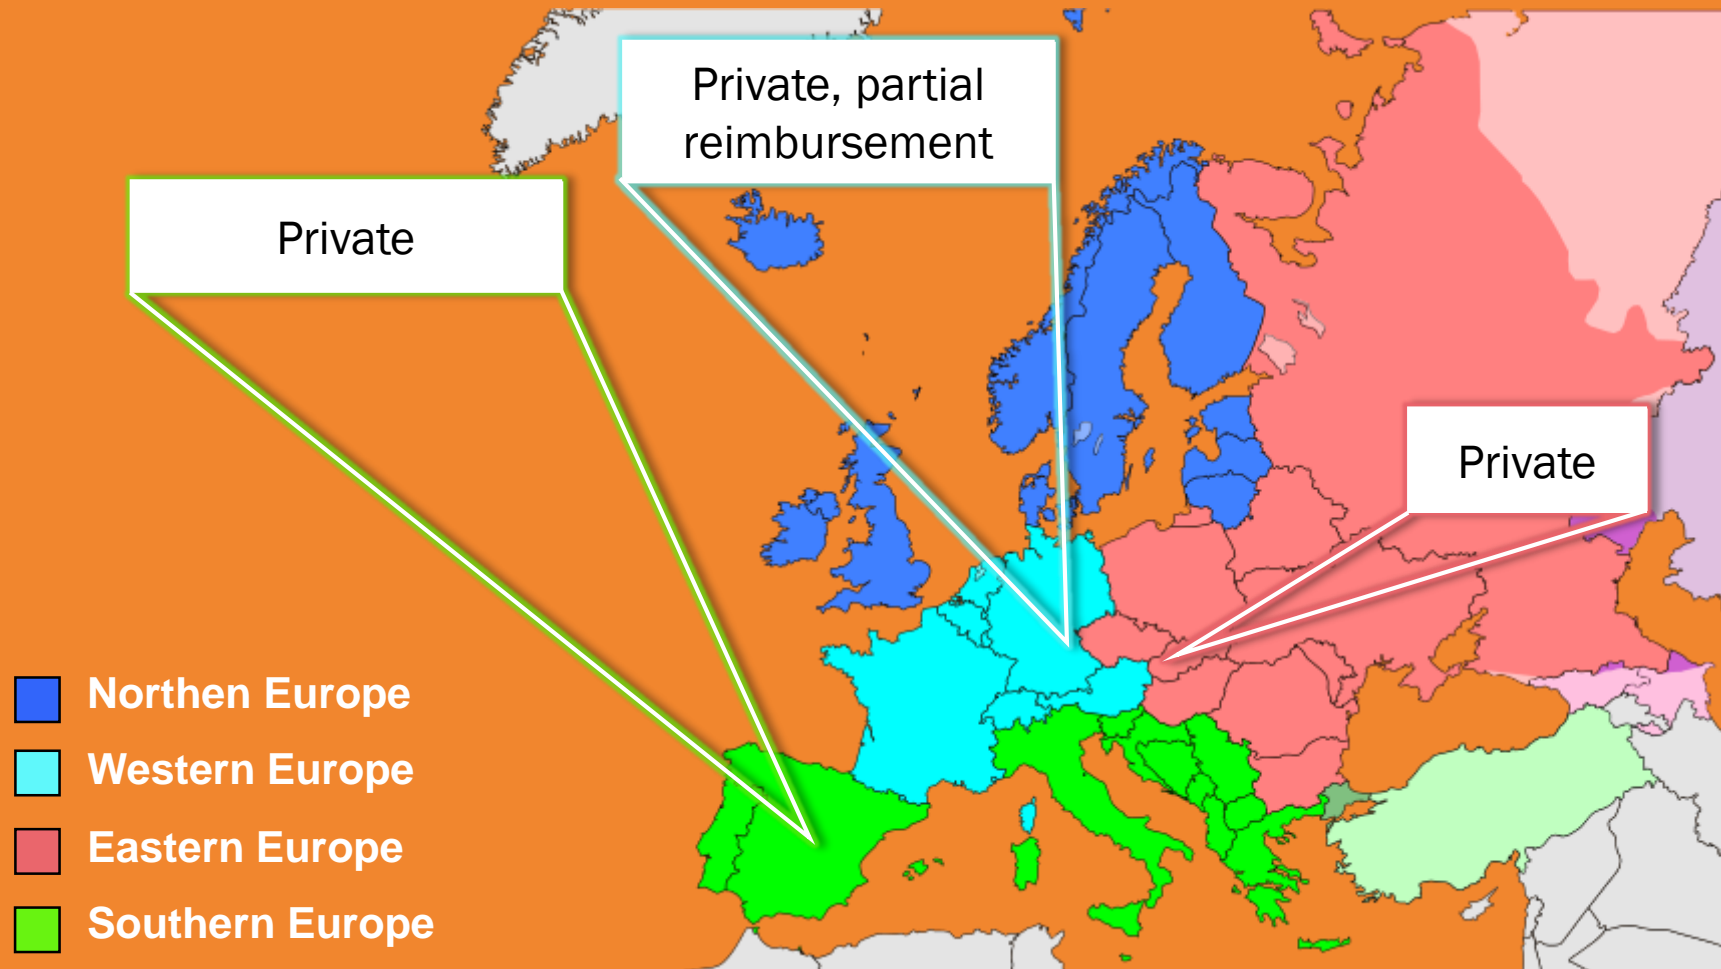 Private, partial
reimbursement
Private
Private
Northen Europe
Western Europe
Eastern Europe
Southern Europe